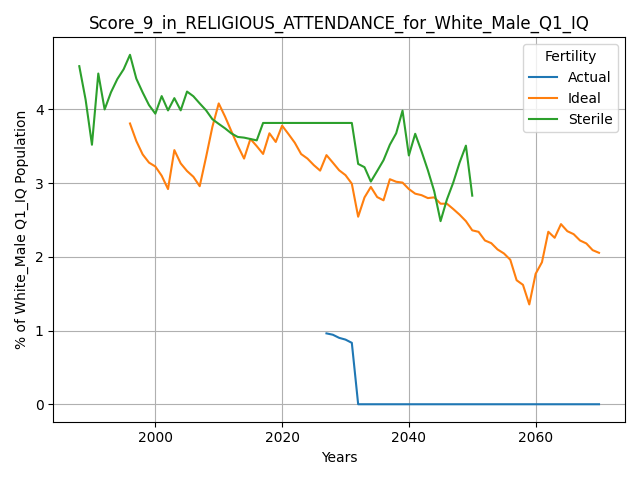 Score_9_in_RELIGIOUS_ATTENDANCE_for_White_Male_Q1_IQ
Fertility
Actual
Ideal
Sterile
% of White_Male Q1_IQ Population
4
3
2
1
0
2000
2020
2040
2060
Years